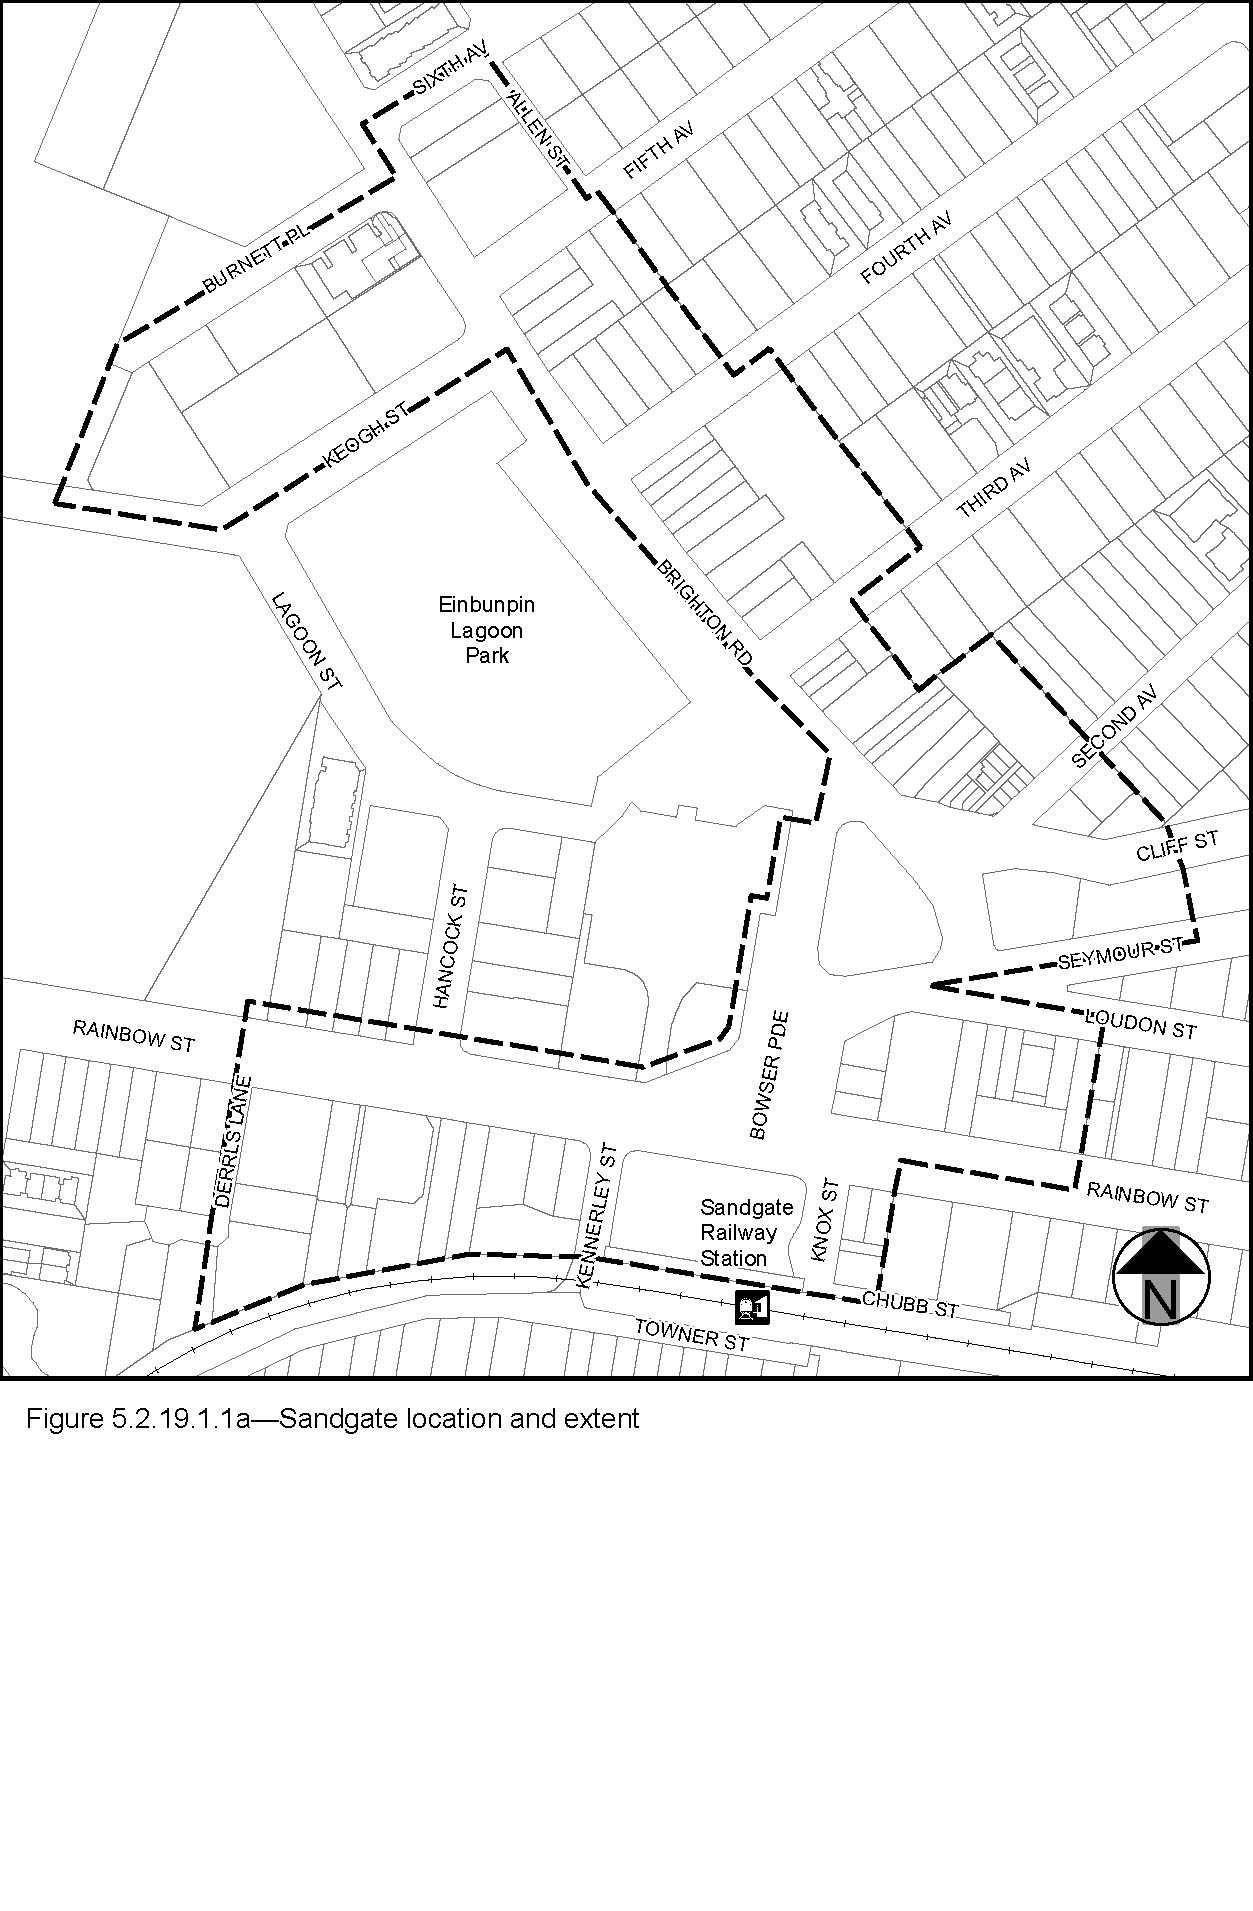 SIXTH AV
ALLEN ST
FIFTH AV
FOURTH AV
BURNETT PL
KEOGH ST
THIRD AV
BRIGHTON RD
Einbunpin
Lagoon
Park
LAGOON ST
SECOND AV
CLIFF ST
HANCOCK ST
SEYMOUR ST
LOUDON ST
RAINBOW ST
BOWSER PDE
DERRLS LANE
KENNERLEY ST
KNOX ST
RAINBOW ST
Sandgate
Railway
Station
CHUBB ST
N
TOWNER ST
Figure 5.2.19.1.1a—Sandgate location and extent